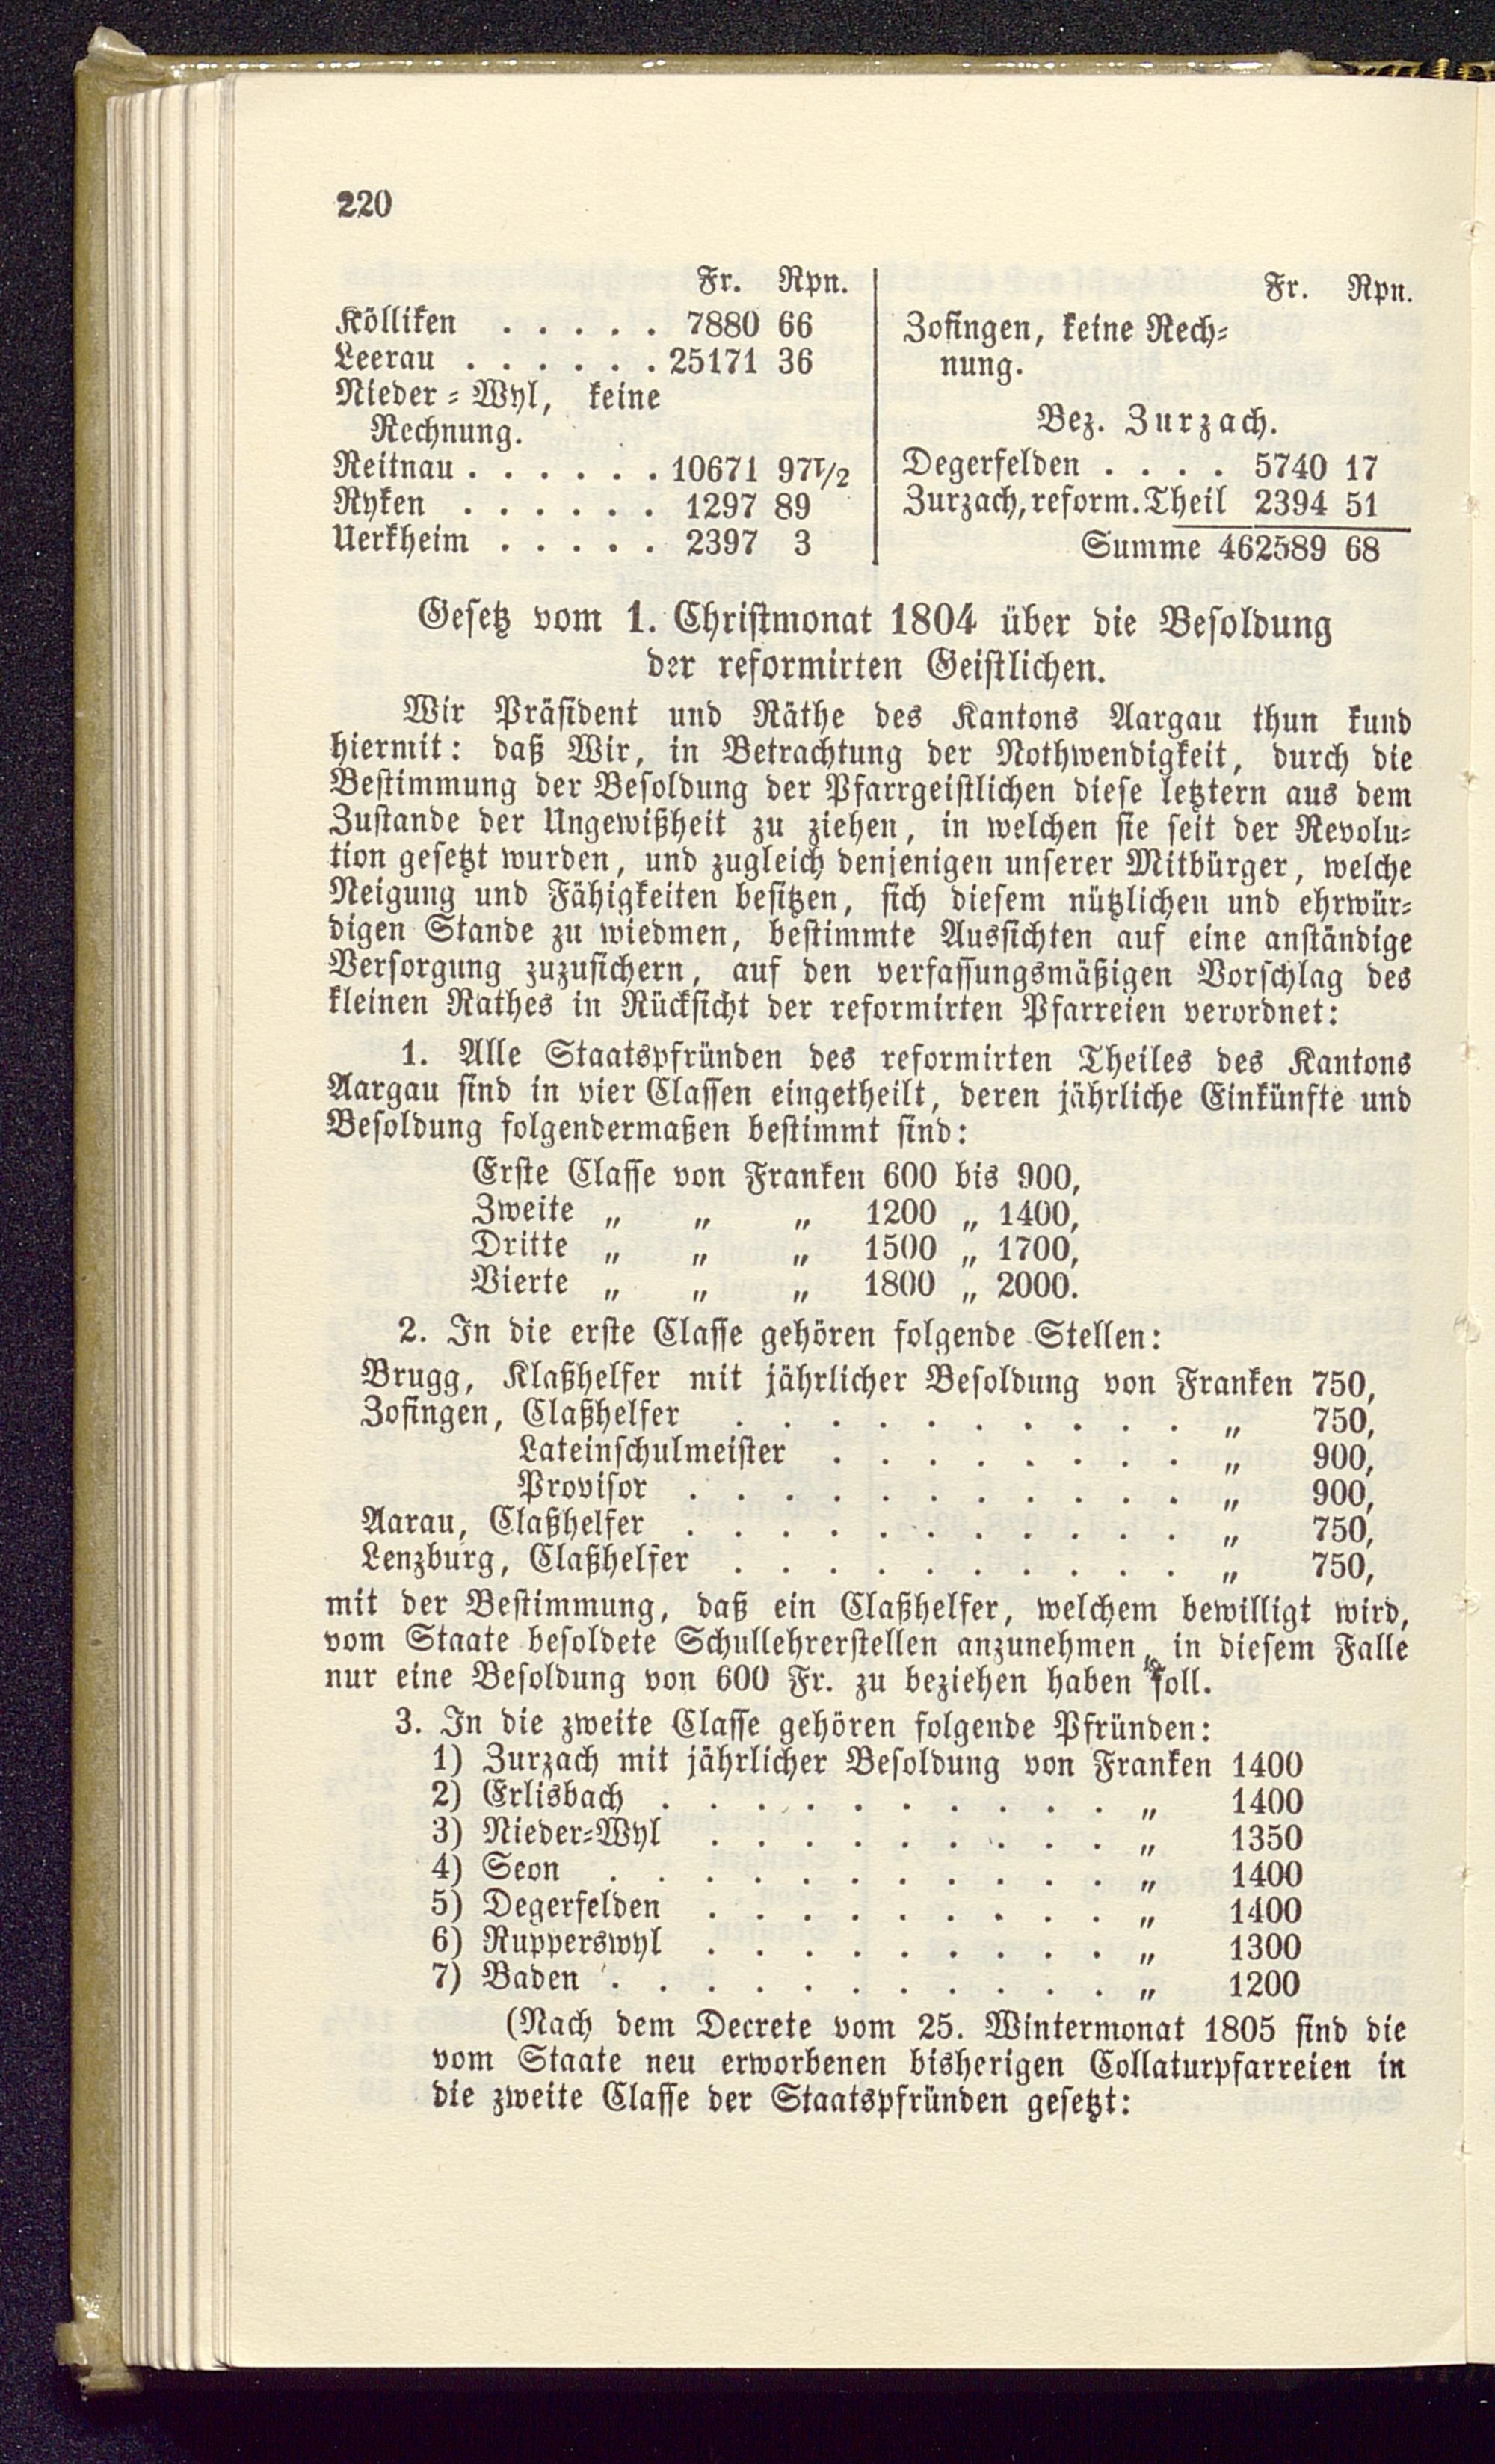 220
Fr. Rpn.
Kölliken . . . . . 7880 66
Leerau . . . . . . 25171 36
Nieder-Wyl, keine
Rechnung.
Reitnau . . . . . . 10671 97 1/2
Ryken . . . . . . 1297 89
Uerkheim . . . . . 2397 3
Fr. Rpn.
Zofingen, keine Rech-
nung.
Bez. Zurzach.
Degerfelden . . . . 5740 17
Zurzach, reform. Theil 2394 51
Summe 462589 68
Gesetz vom 1. Christmonat 1804 über die Besoldung
der reformirten Geistlichen.
Wir Präsident und Räthe des Kantons Aargau thun kund
hiermit: daß Wir, in Betrachtung der Nothwendigkeit, durch die
Bestimmung der Besoldung der Pfarrgeistlichen diese letztern aus dem
Zustande der Ungewißheit zu ziehen, in welchen sie seit der Revolu-
tion gesetzt wurden, und zugleich denjenigen unserer Mitbürger, welche
Neigung und Fähigkeiten besitzen, sich diesem nützlichen und ehrwür-
digen Stande zu wiedmen, bestimmte Aussichten auf eine anständige
Versorgung zuzusichern, auf den verfassungsmäßigen Vorschlag des
kleinen Rathes in Rücksicht der reformirten Pfarreien verordnet:
1. Alle Staatspfründen des reformirten Theiles des Kantons
Aargau sind in vier Classen eingetheilt, deren jährliche Einkünfte und
Besoldung folgendermaßen bestimmt sind:
Erste Classe von Franken 600 bis 900,
Zweite „ „ „ 1200 „ 1400,
Dritte „ „ „ 1500 „ 1700,
Vierte „ „ „ 1800 „ 2000.
2. In die erste Classe gehören folgende Stellen:
Brugg, Klaßhelfer mit jährlicher Besoldung von Franken 750,
Zofingen, Claßhelfer . . . . . . . . . . „ 750,
Lateinschulmeister . . . . . . . . „ 900,
Provisor . . . . . . . . . . . „ 900,
Aarau, Claßhelfer . . . . . . . . . . . „ 750,
Lenzburg, Claßhelfer . . . . . . . . . . „ 750,
mit der Bestimmung, daß ein Claßhelfer, welchem bewilligt wird,
vom Staate besoldete Schullehrerstellen anzunehmen, in diesem Falle
nur eine Besoldung von 600 Fr. zu beziehen haben soll.
3. In die zweite Classe gehören folgende Pfründen:
1) Zurzach mit jährlicher Besoldung von Franken 1400
2) Erlisbach . . . . . . . . . . „ 1400
3) Nieder-Wyl . . . . . . . . . „ 1350
4) Seon . . . . . . . . . . . „ 1400
5) Degerfelden . . . . . . . . . „ 1400
6) Rupperswyl . . . . . . . . . „ 1300
7) Baden . . . . . . . . . . . „ 1200
(Nach dem Decrete vom 25. Wintermonat 1805 sind die
vom Staate neu erworbenen bisherigen Collaturpfarreien in
die zweite Classe der Staatspfründen gesetzt: